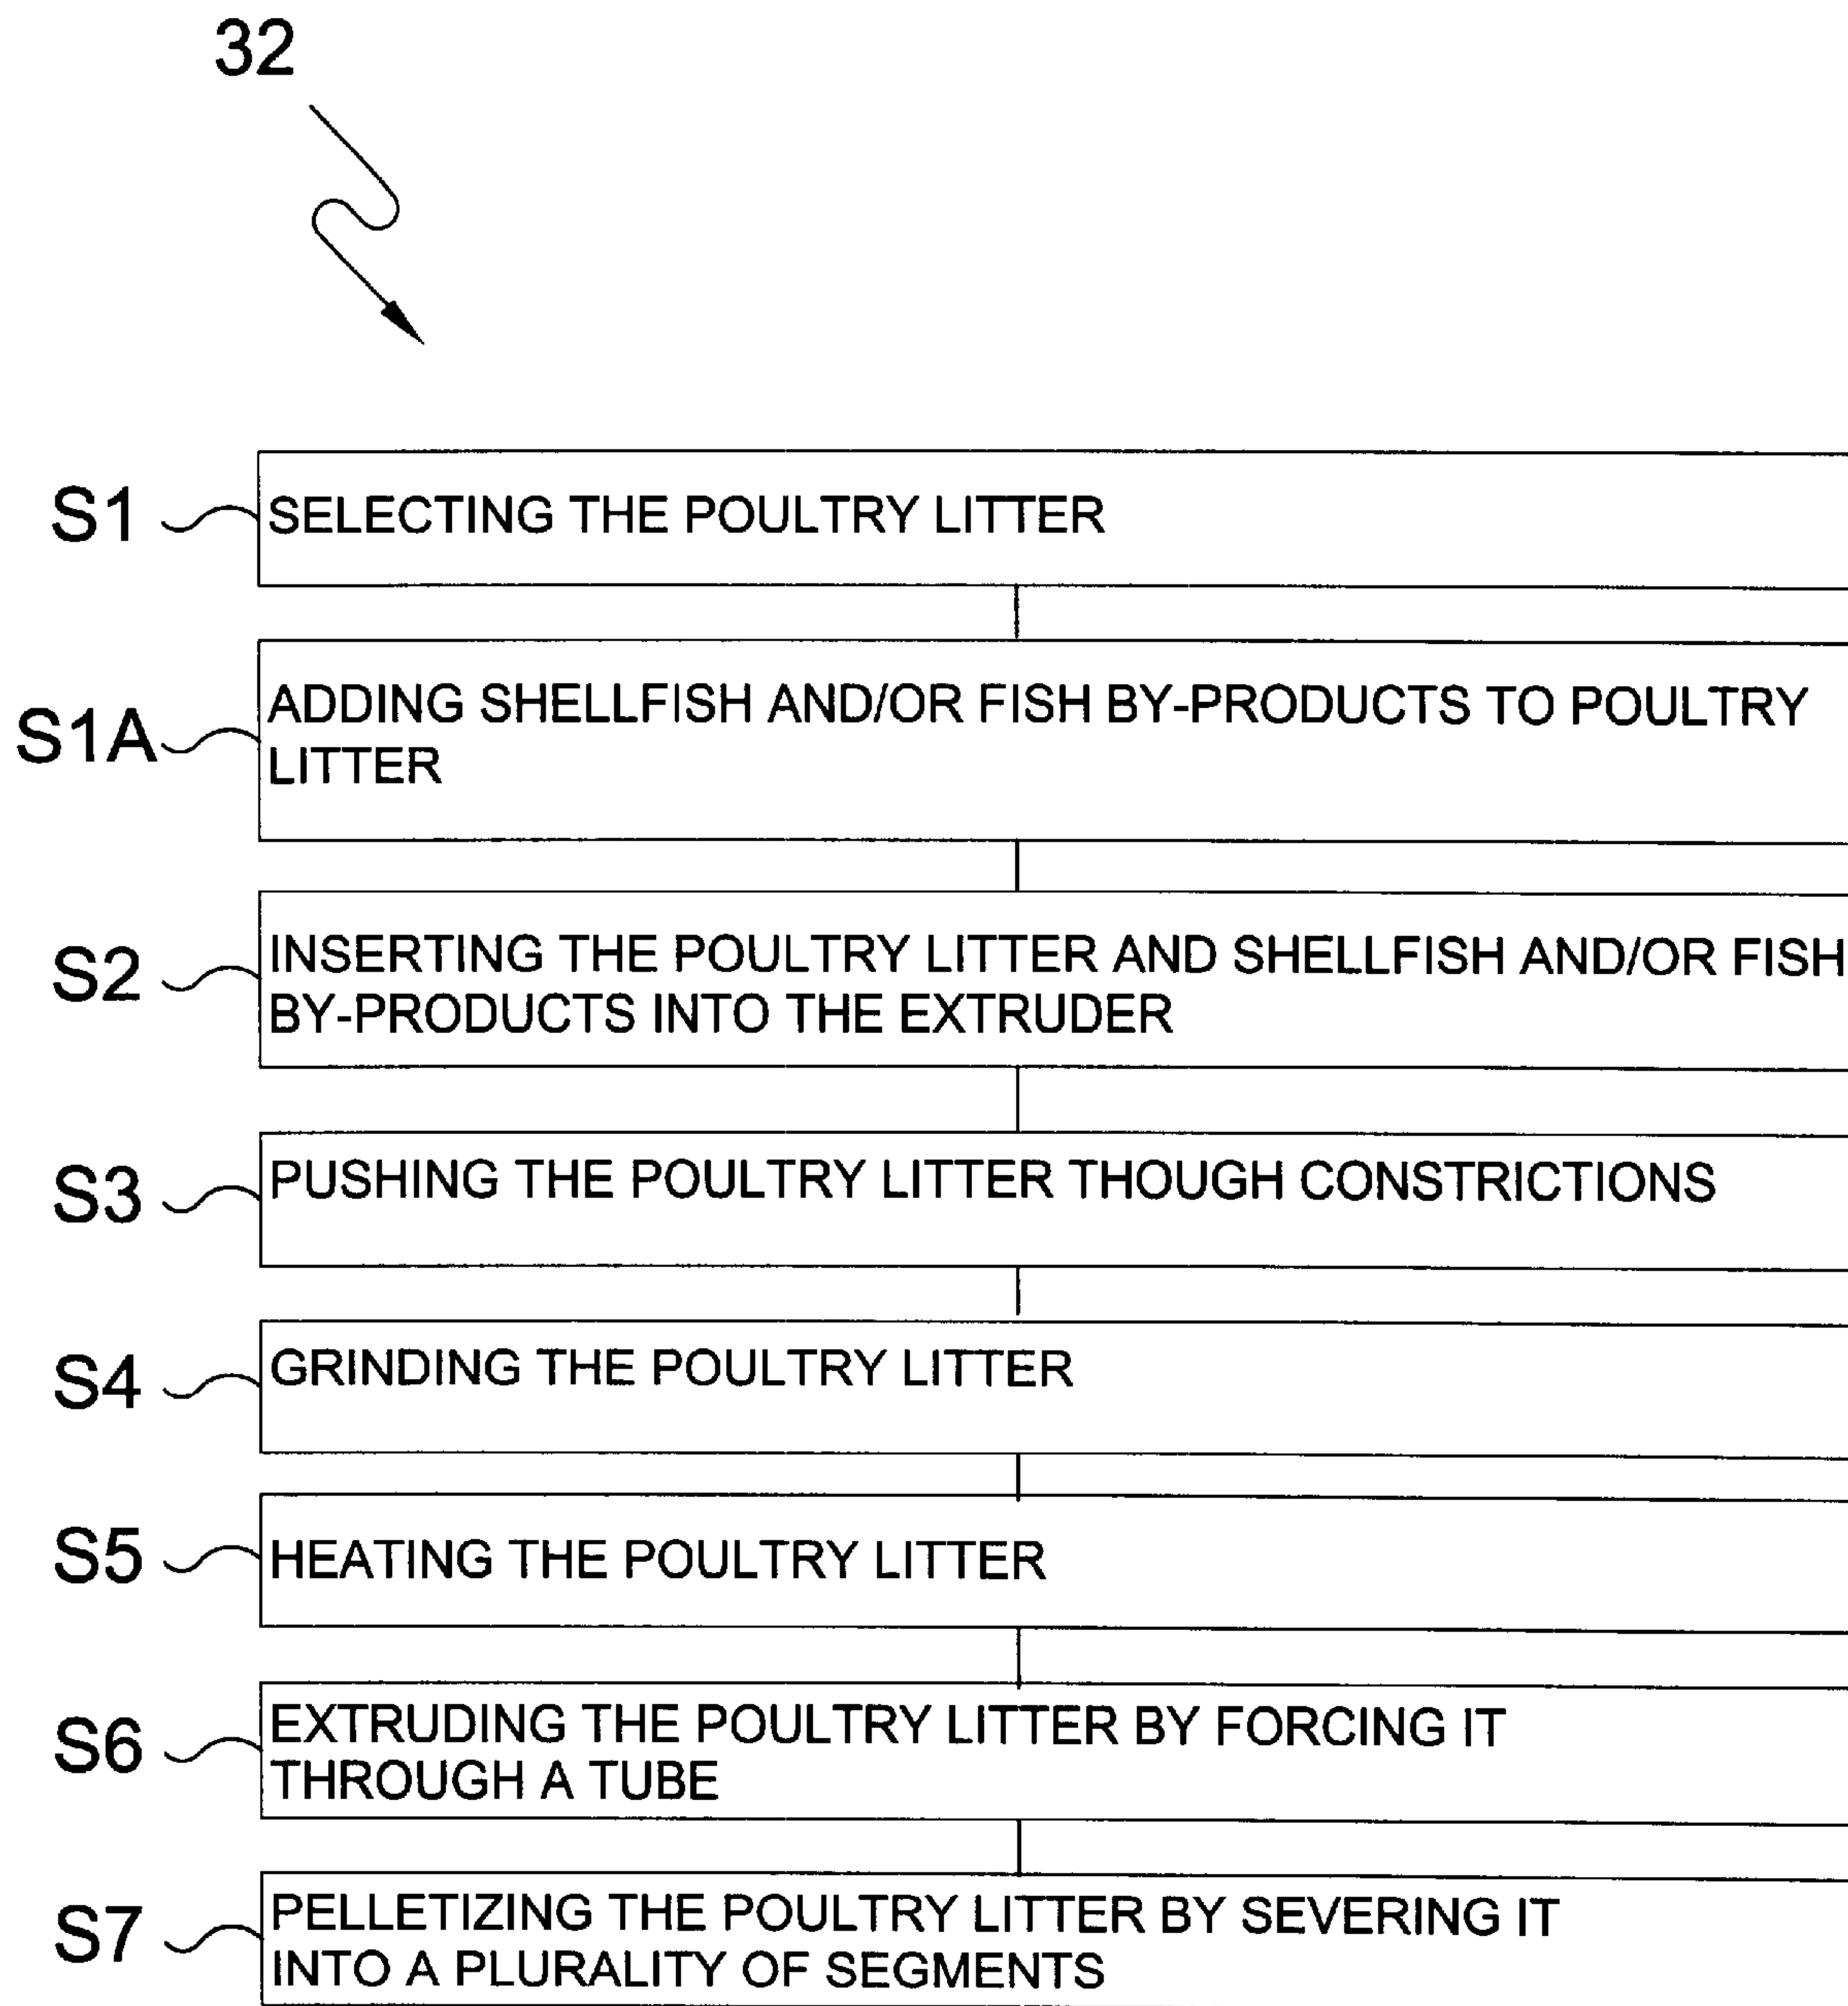 32
S1 SELECTING THE POULTRY LITTER
S1A ADDING SHELLFISH AND/OR FISH BY-PRODUCTS TO POULTRY
LITTER
S2 INSERTING THE POULTRY LITTER AND SHELLFISH AND/OR FISH
BY-PRODUCTS INTO THE EXTRUDER
S3 PUSHING THE POULTRY LITTER THOUGH CONSTRICTIONS
S4 GRINDING THE POULTRY LITTER
S5 HEATING THE POULTRY LITTER
S6 EXTRUDING THE POULTRY LITTER BY FORCING IT
THROUGH A TUBE
S7 PELLETIZING THE POULTRY LITTER BY SEVERING IT
INTO A PLURALITY OF SEGMENTS